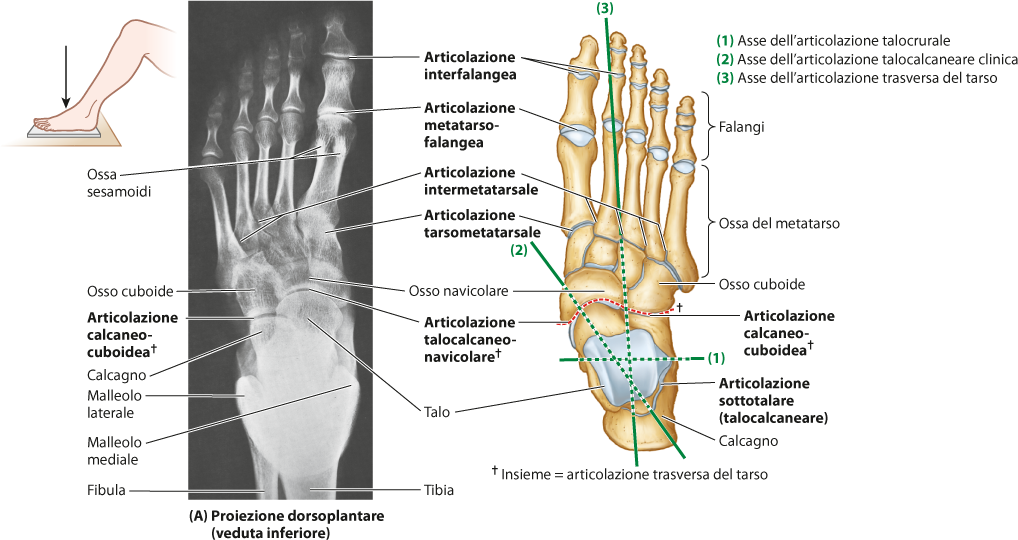 (3)
(1) Asse dell'articolazione talocrurale
(2) Asse dell'articolazione talocalcaneare clinica
(3) Asse dell'articolazione trasversa del tarso
Articolazione
interfalangea
Articolazione
metatarso-
falangea
Falangi
Ossa
sesamoidi
Articolazione
intermetatarsale
Articolazione
tarsometatarsale
Ossa del metatarso
(2)
Osso cuboide
Osso navicolare
Osso cuboide
†
Articolazione
calcaneo-
cuboidea†
Articolazione
talocalcaneo-
navicolare†
Articolazione
calcaneo-
cuboidea†
(1)
Calcagno
Malleolo
laterale
Talo
Articolazione
sottotalare
(talocalcaneare)
Malleolo
mediale
Calcagno
† Insieme = articolazione trasversa del tarso
Fibula
Tibia
(A) Proiezione dorsoplantare
(veduta inferiore)